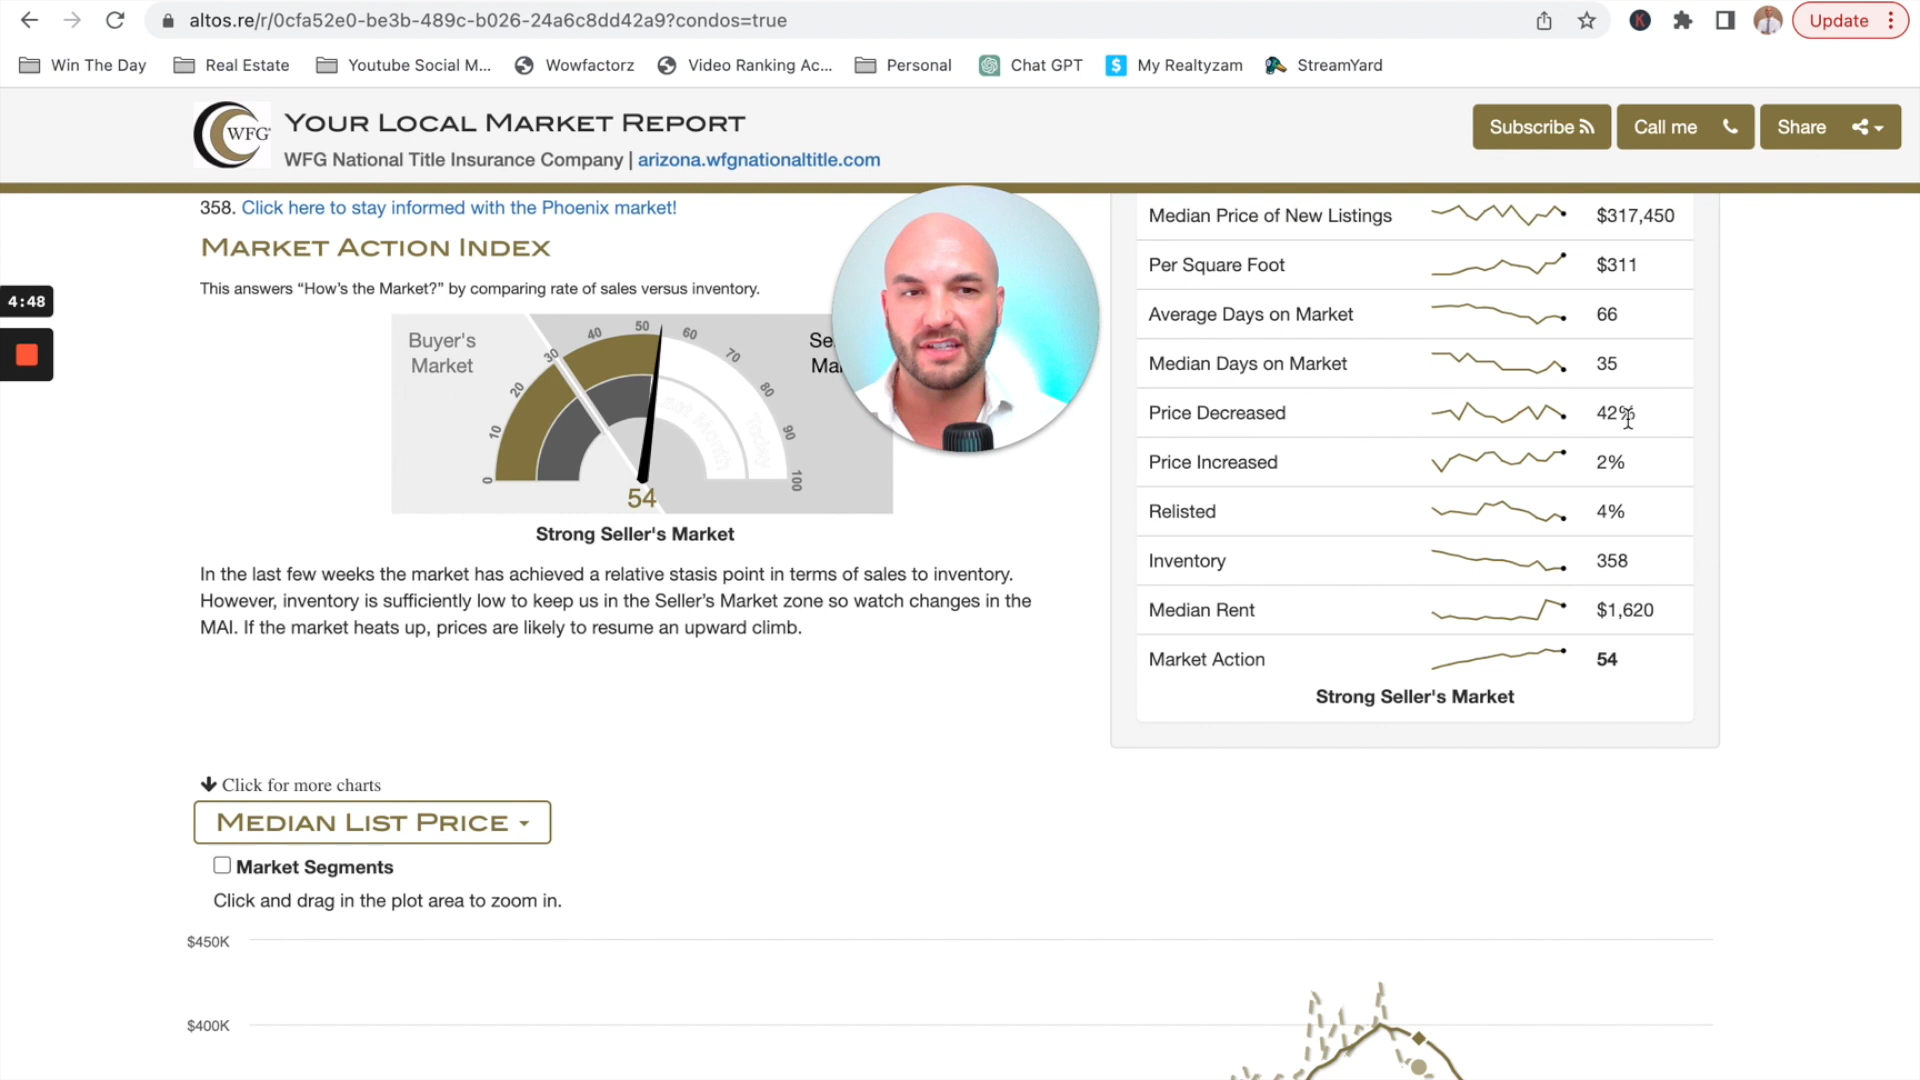 altos.re/r/0cfa52e0-be3b-489c-b026-24a6c8dd42a9?condos=true
Update
Win The Day
Real Estate
Youtube Social M...
Wowfactorz
Video Ranking Ac...
Personal
Chat GPT
My Realtyzam
StreamYard
WFG
YOUR LOCAL MARKET REPORT
WFG National Title Insurance Company | arizona.wfgnationaltitle.com
Subscribe
Call me
Share
4:48
358. Click here to stay informed with the Phoenix market!
MARKET ACTION INDEX
This answers “How’s the Market?” by comparing rate of sales versus inventory.
Buyer's
Market
Se
Ma
0
10
20
30
40
50
60
70
80
90
100
Last Month
Today
54
Strong Seller's Market
In the last few weeks the market has achieved a relative stasis point in terms of sales to inventory.
However, inventory is sufficiently low to keep us in the Seller’s Market zone so watch changes in the
MAI. If the market heats up, prices are likely to resume an upward climb.
Median Price of New Listings $317,450
Per Square Foot $311
Average Days on Market 66
Median Days on Market 35
Price Decreased 42%
Price Increased 2%
Relisted 4%
Inventory 358
Median Rent $1,620
Market Action 54
Strong Seller's Market
Click for more charts
MEDIAN LIST PRICE
Market Segments
Click and drag in the plot area to zoom in.
$450K
$400K